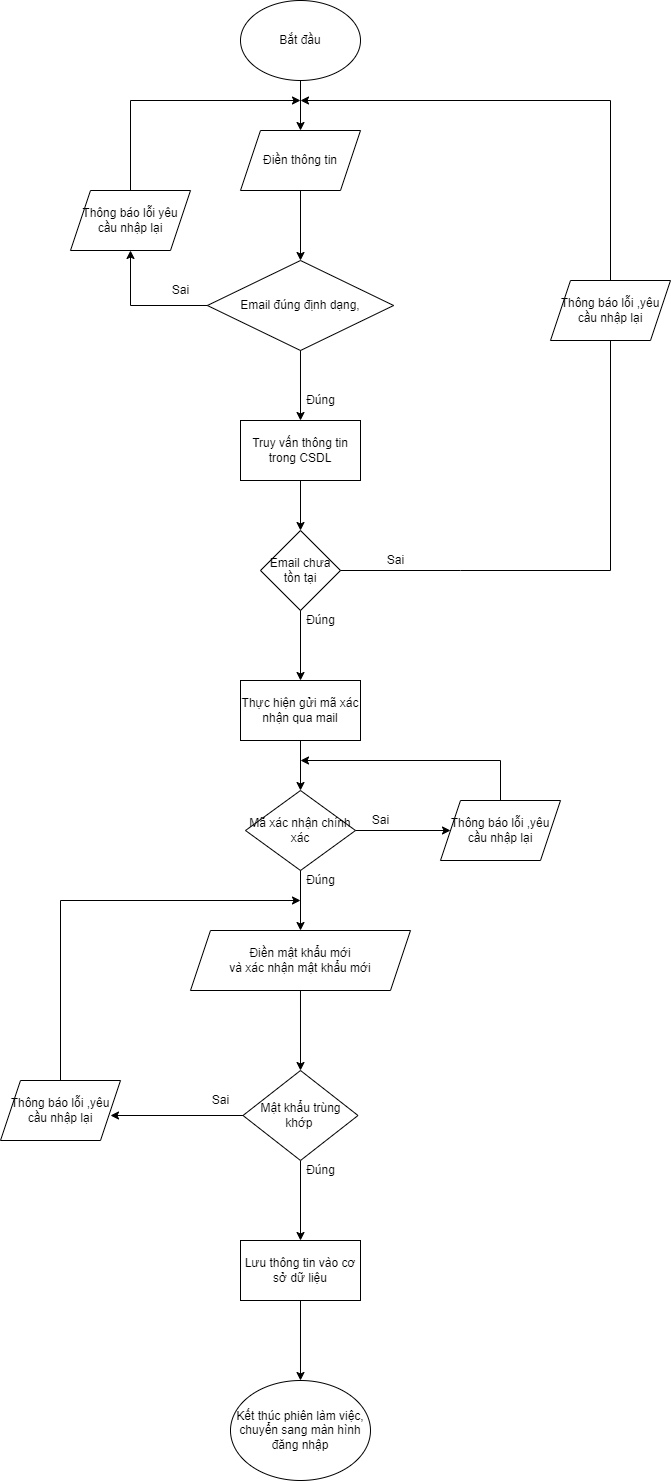 Bắt đầu
Điền thông tin
Thông báo lỗi yêu
cầu nhập lại
Sai
Email đúng định dạng,
Thông báo lỗi ,yêu
cầu nhập lại
Đúng
Truy vấn thông tin
trong CSDL
Email chưa
tồn tại
Sai
Đúng
Thực hiện gửi mã xác
nhận qua mail
Mã xác nhận chính
xác
Sai
Thông báo lỗi ,yêu
cầu nhập lại
Đúng
Điền mật khẩu mới
và xác nhận mật khẩu mới
Thông báo lỗi ,yêu
cầu nhập lại
Sai
Mật khẩu trùng
khớp
Đúng
Lưu thông tin vào cơ
sở dữ liệu
Kết thúc phiên làm việc,
chuyển sang màn hình
đăng nhập